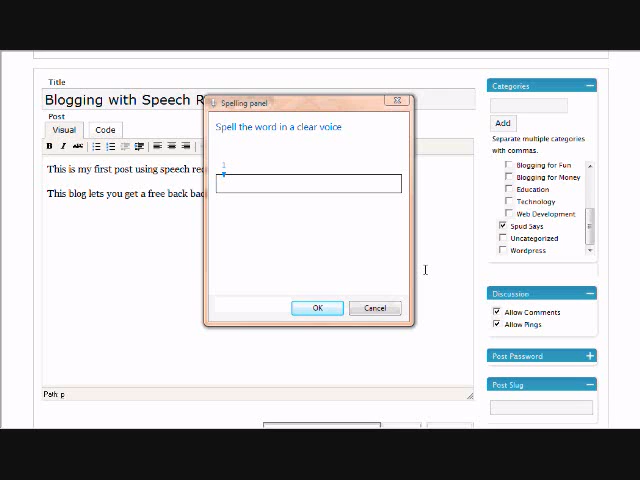 Title
Blogging with Speech R
Post
Visual Code
B I ABC
This is my first post using speech
This blog lets you get a free back
Path: p
Spelling panel
Spell the word in a clear voice
1
OK Cancel
Categories
Add
Separate multiple categories
with commas.
Blogging for Fun
Blogging for Money
Education
Technology
Web Development
Spud Says
Uncategorized
Wordpress
Discussion
Allow Comments
Allow Pings
Post Password
Post Slug